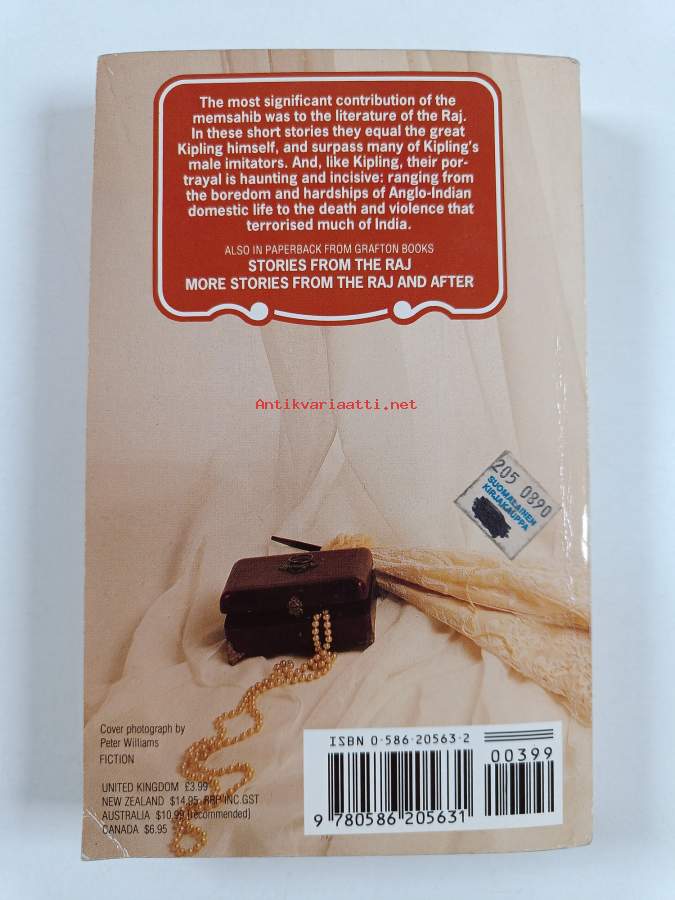 The most significant contribution of the
memsahib was to the literature of the Raj.
In these short stories they equal the great
Kipling himself, and surpass many of Kipling's
male imitators. And, like Kipling, their por-
trayal is haunting and incisive: ranging from
the boredom and hardships of Anglo-Indian
domestic life to the death and violence that
terrorised much of India.
ALSO IN PAPERBACK FROM GRAFTON BOOKS
STORIES FROM THE RAJ
MORE STORIES FROM THE RAJ AND AFTER
Antikvariaatti.net
205 0890
SUOMALAINEN
KIRJAKAUPPA
Cover photograph by
Peter Williams
FICTION
UNITED KINGDOM £3.99
NEW ZEALAND $14.95 RRP INC.GST
AUSTRALIA $10.99 (recommended)
CANADA $6.95
ISBN 0-586-20563-2
00399
9 780586 205631